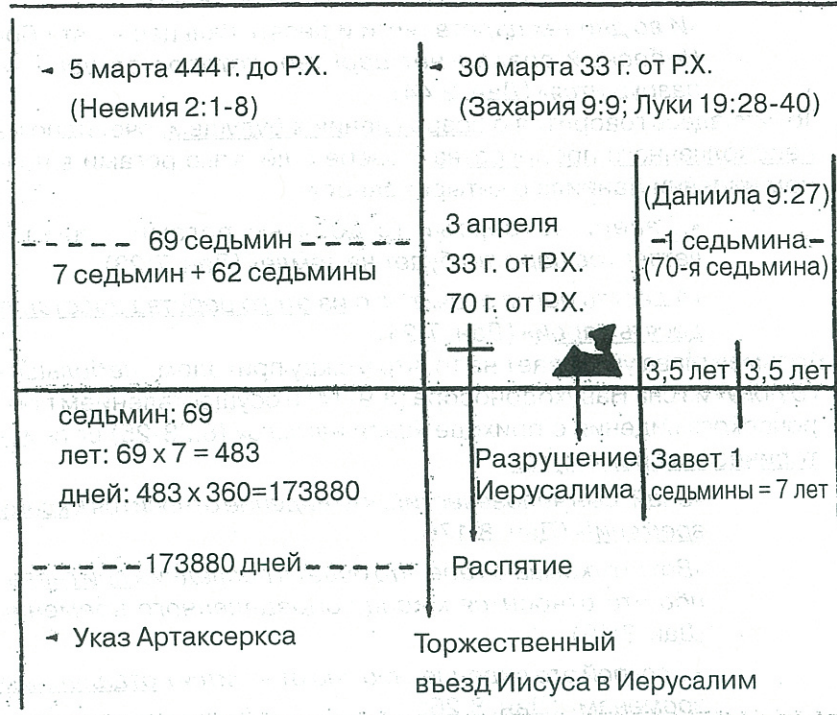 5 марта 444 г. до Р.Х.
(Неемия 2:1-8)
30 марта 33 г. от Р.Х.
(Захария 9:9; Луки 19:28-40)
69 седьмин
7 седьмин + 62 седьмины
3 апреля
33 г. от Р.Х.
70 г. от Р.Х.
(Даниила 9:27)
1 седьмина
(70-я седьмина)
3,5 лет
3,5 лет
седьмин: 69
лет: 69 x 7 = 483
дней: 483 x 360=173880
Разрушение
Иерусалима
Завет 1
седьмины = 7 лет
173880 дней
Распятие
Указ Артаксеркса
Торжественный
въезд Иисуса в Иерусалим